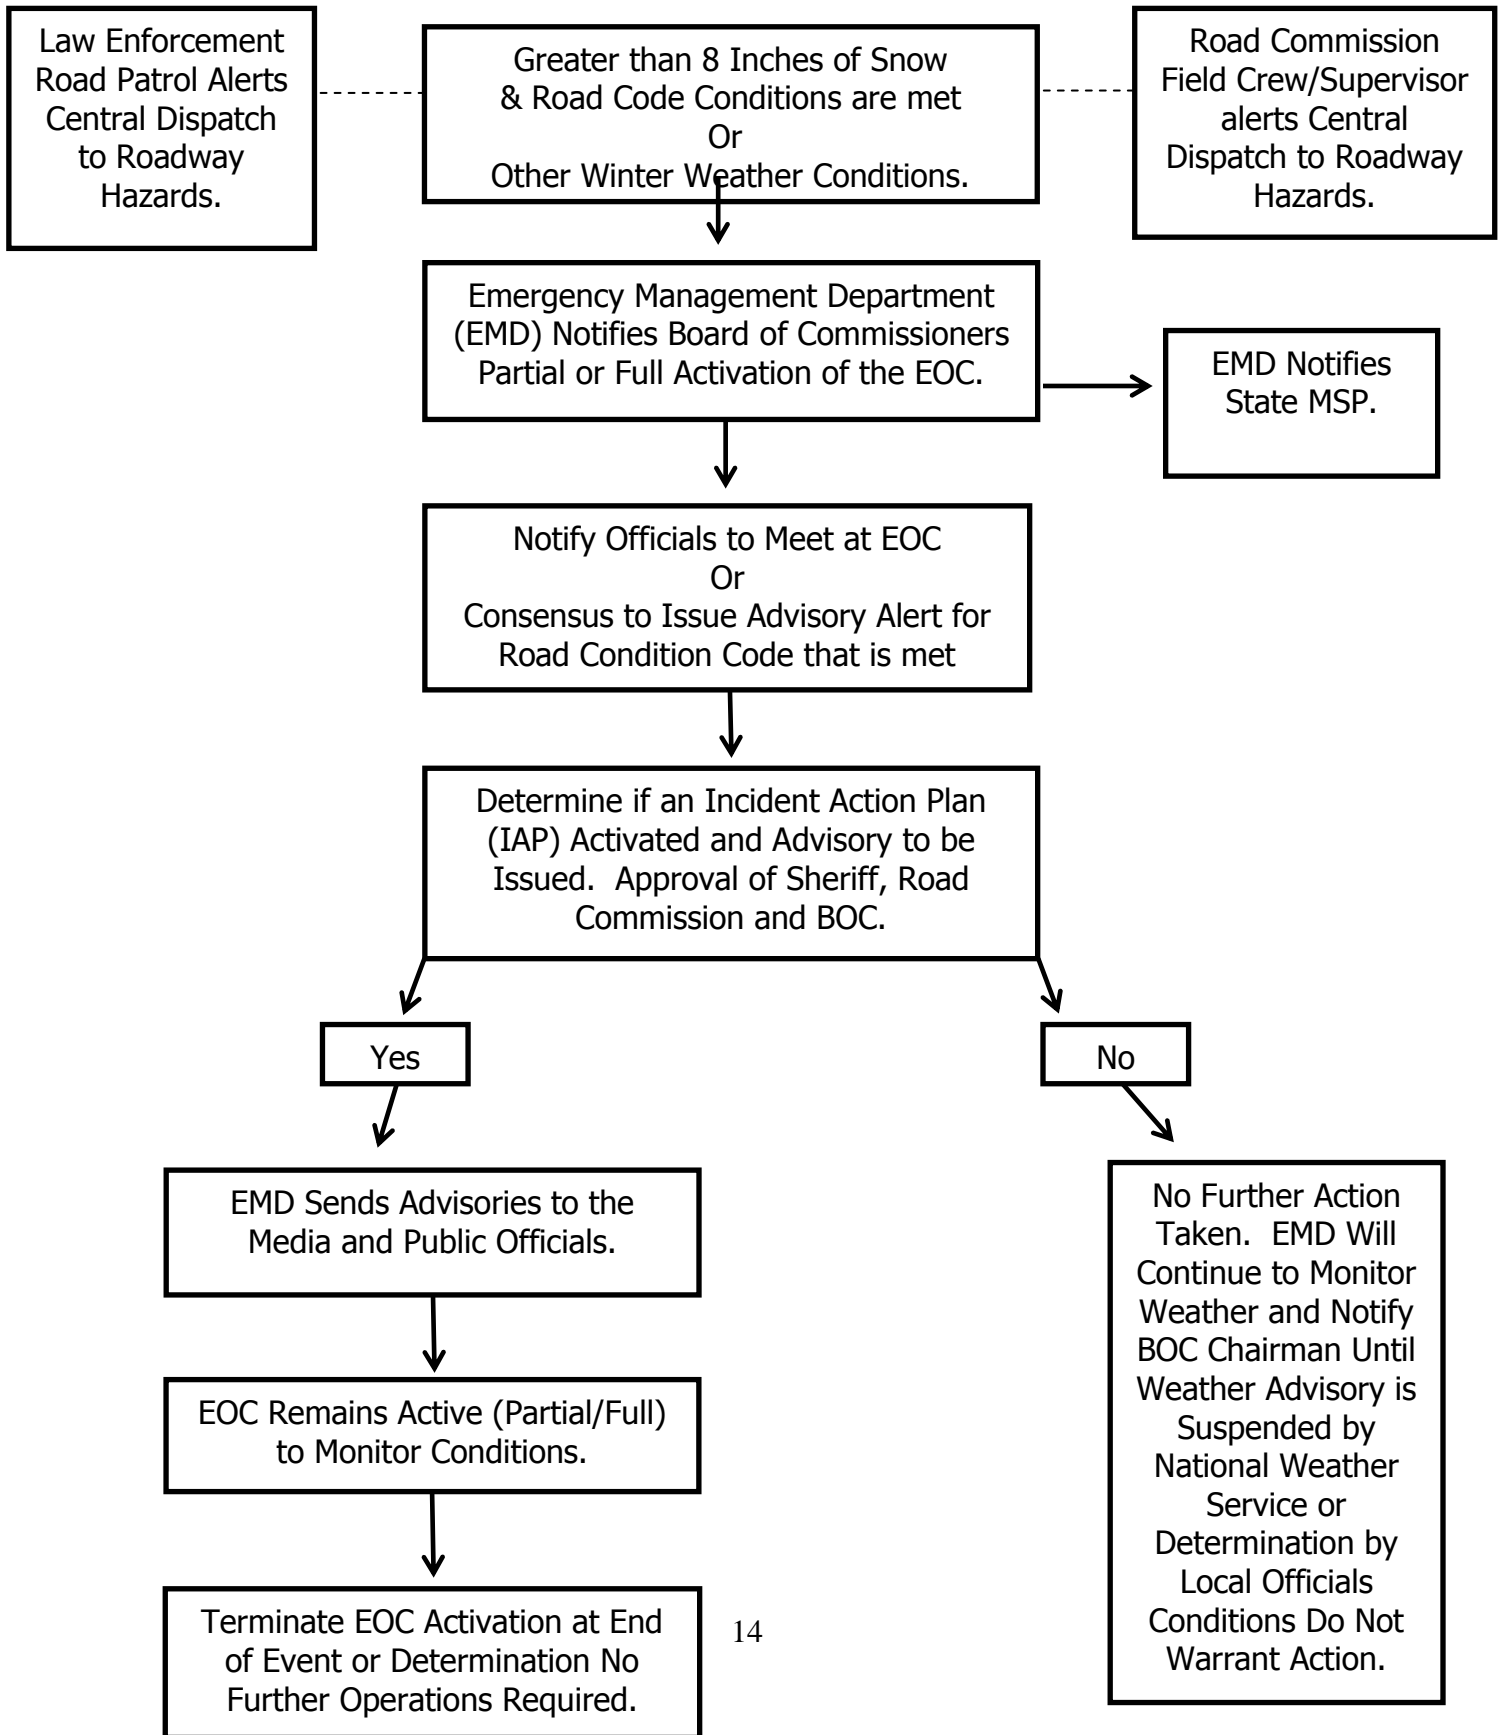 Law Enforcement
Road Patrol Alerts
Central Dispatch
to Roadway
Hazards.
Greater than 8 Inches of Snow
& Road Code Conditions are met
Or
Other Winter Weather Conditions.
Road Commission
Field Crew/Supervisor
alerts Central
Dispatch to Roadway
Hazards.
Emergency Management Department
(EMD) Notifies Board of Commissioners
Partial or Full Activation of the EOC.
EMD Notifies
State MSP.
Notify Officials to Meet at EOC
Or
Consensus to Issue Advisory Alert for
Road Condition Code that is met
Determine if an Incident Action Plan
(IAP) Activated and Advisory to be
Issued.  Approval of Sheriff, Road
Commission and BOC.
Yes
No
EMD Sends Advisories to the
Media and Public Officials.
EOC Remains Active (Partial/Full)
to Monitor Conditions.
Terminate EOC Activation at End
of Event or Determination No
Further Operations Required.
No Further Action
Taken.  EMD Will
Continue to Monitor
Weather and Notify
BOC Chairman Until
Weather Advisory is
Suspended by
National Weather
Service or
Determination by
Local Officials
Conditions Do Not
Warrant Action.
14